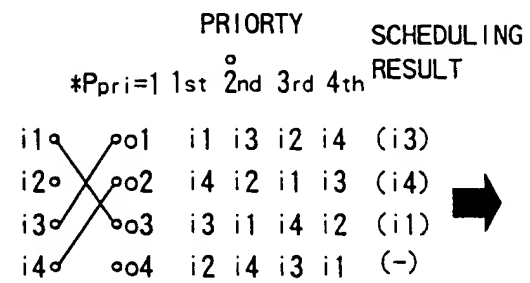 PRIORTY
SCHEDULING
RESULT
*Ppri=1 1st 2nd 3rd 4th
i1 o1 i1 i3 i2 i4 (i3)
i2 o2 i4 i2 i1 i3 (i4)
i3 o3 i3 i1 i4 i2 (i1)
i4 o4 i2 i4 i3 i1 (-)